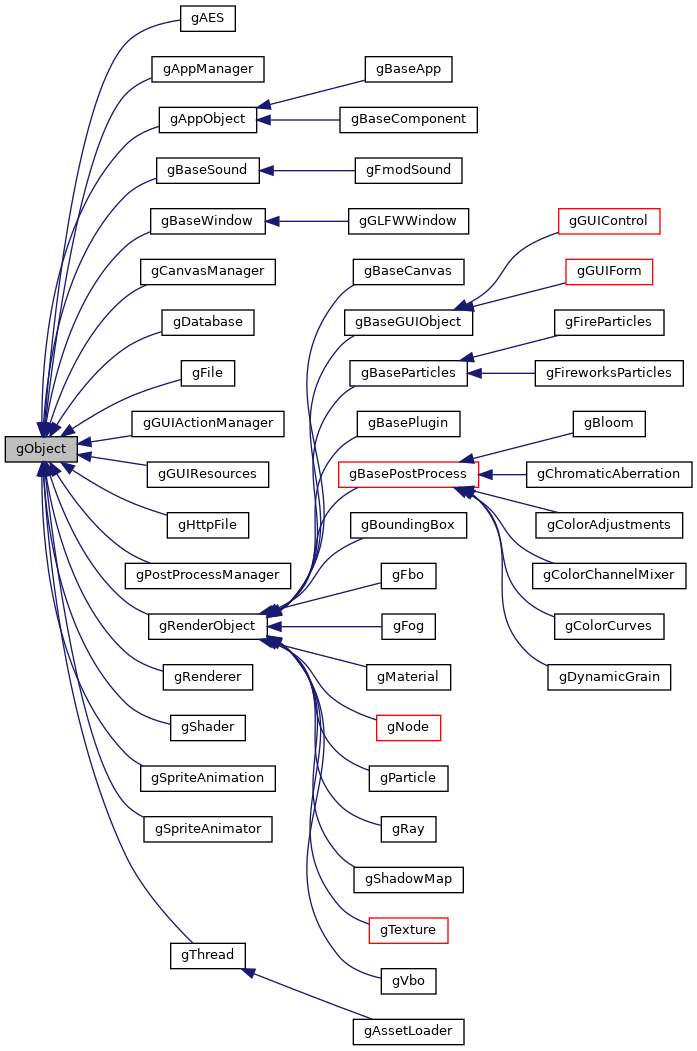 gAES
gAppManager
gBaseApp
gAppObject
gBaseComponent
gBaseSound
gFmodSound
gBaseWindow
gGLFWWindow
gGUIControl
gCanvasManager
gBaseCanvas
gGUIForm
gDatabase
gBaseGUIObject
gFireParticles
gFile
gBaseParticles
gFireworksParticles
gGUIActionManager
gBasePlugin
gBloom
gObject
gGUIResources
gBasePostProcess
gChromaticAberration
gHttpFile
gBoundingBox
gColorAdjustments
gPostProcessManager
gFbo
gColorChannelMixer
gRenderObject
gFog
gColorCurves
gRenderer
gMaterial
gDynamicGrain
gShader
gNode
gSpriteAnimation
gParticle
gSpriteAnimator
gRay
gShadowMap
gTexture
gThread
gVbo
gAssetLoader